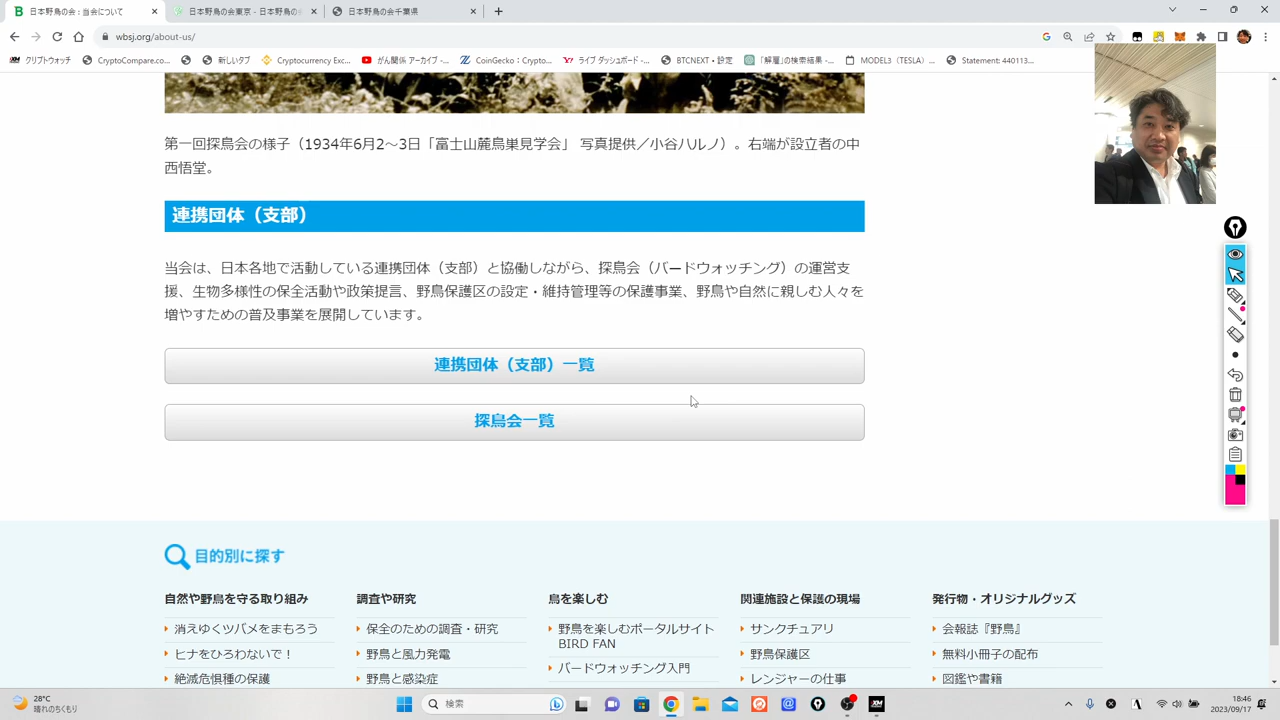 日本野鳥の会 : 当会について
日本野鳥の会東京 - 日本野鳥の会
日本野鳥の会千葉県
wbsj.org/about-us/
クリプトウォッチ
CryptoCompare.co...
新しいタブ
Cryptocurrency Exc...
がん関係 アーカイブ -...
CoinGecko：Crypto...
ライブ ダッシュボード -...
BTCNEXT • 設定
「解雇」の検索結果 -...
MODEL3（TESLA）...
Statement: 440113...
第一回探鳥会の様子（1934年6月2～3日「富士山麓鳥巣見学会」 写真提供／小谷ハルノ）。右端が設立者の中
西悟堂。
連携団体（支部）
当会は、日本各地で活動している連携団体（支部）と協働しながら、探鳥会（バードウォッチング）の運営支
援、生物多様性の保全活動や政策提言、野鳥保護区の設定・維持管理等の保護事業、野鳥や自然に親しむ人々を
増やすための普及事業を展開しています。
連携団体（支部）一覧
探鳥会一覧
目的別に探す
自然や野鳥を守る取り組み
消えゆくツバメをまもろう
ヒナをひろわないで！
絶滅危惧種の保護
調査や研究
保全のための調査・研究
野鳥と風力発電
野鳥と感染症
鳥を楽しむ
野鳥を楽しむポータルサイト
BIRD FAN
バードウォッチング入門
関連施設と保護の現場
サンクチュアリ
野鳥保護区
レンジャーの仕事
発行物・オリジナルグッズ
会報誌『野鳥』
無料小冊子の配布
図鑑や書籍
28°C
晴れのちくもり
検索
18:46
2023/09/17